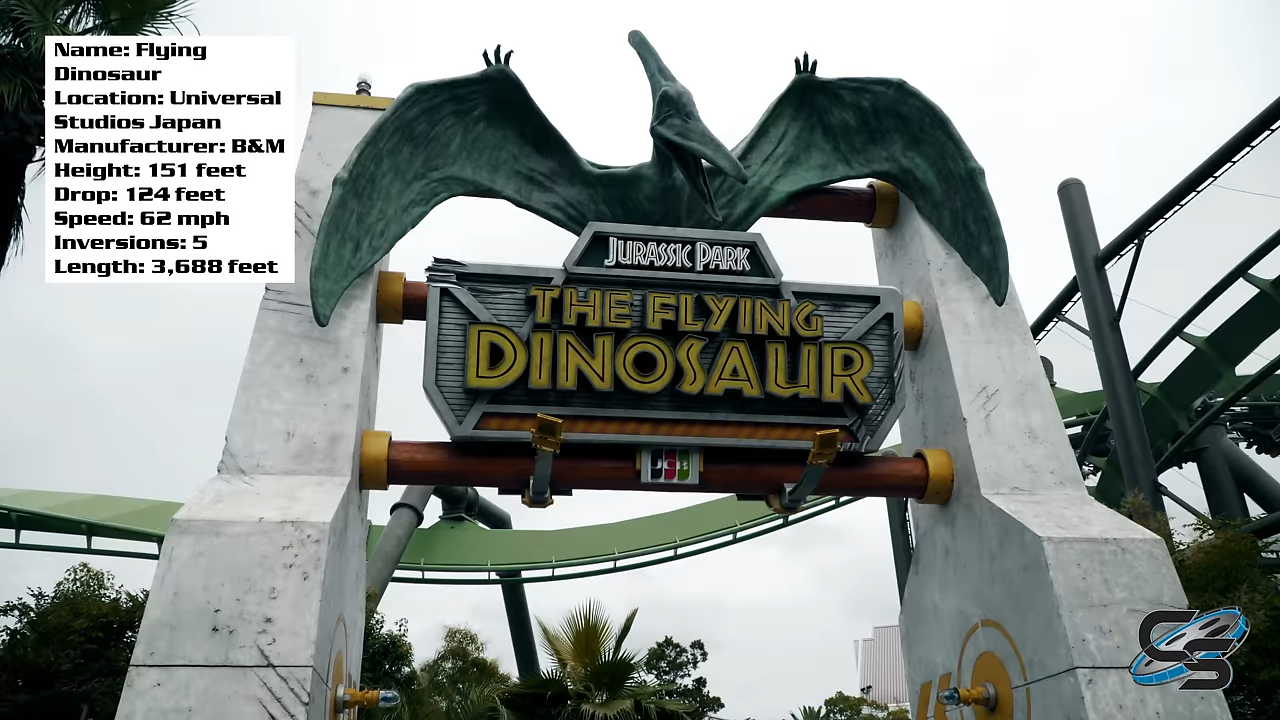 Name: Flying
Dinosaur
Location: Universal
Studios Japan
Manufacturer: B&M
Height: 151 feet
Drop: 124 feet
Speed: 62 mph
Inversions: 5
Length: 3,688 feet
JURASSIC PARK
THE FLYING
DINOSAUR
JCB
CS